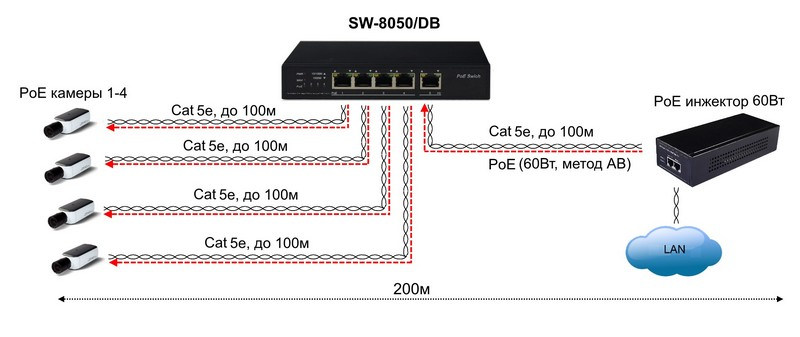 SW-8050/DB
PoE Switch
PoE камеры 1-4
PoE инжектор 60Вт
Cat 5e, до 100м
Cat 5e, до 100м
Cat 5e, до 100м
PoE (60Вт, метод АВ)
Cat 5e, до 100м
Cat 5e, до 100м
LAN
200м